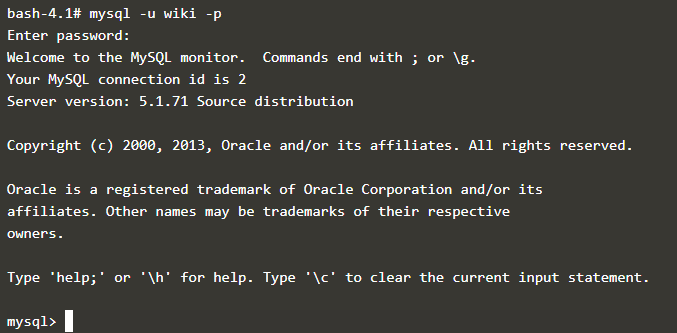 bash-4.1# mysql -u wiki -p
Enter password:
Welcome to the MySQL monitor.  Commands end with ; or \g.
Your MySQL connection id is 2
Server version: 5.1.71 Source distribution

Copyright (c) 2000, 2013, Oracle and/or its affiliates. All rights reserved.

Oracle is a registered trademark of Oracle Corporation and/or its
affiliates. Other names may be trademarks of their respective
owners.

Type 'help;' or '\h' for help. Type '\c' to clear the current input statement.

mysql>